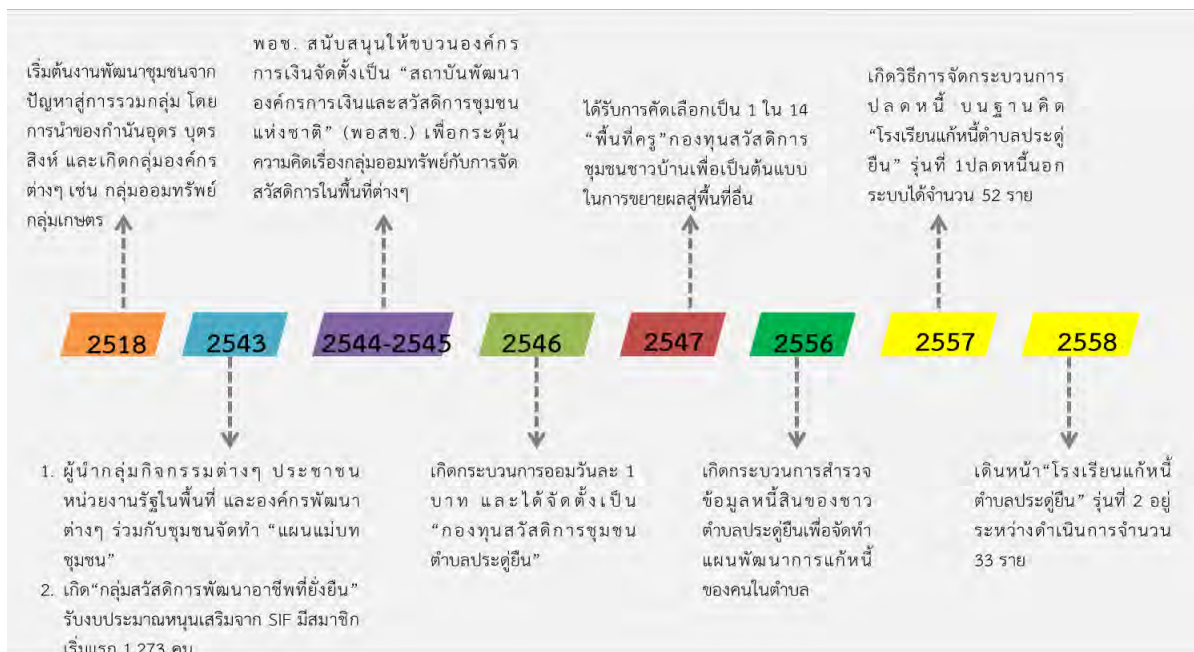 เริ่มต้นงานพัฒนาชุมชนจาก
ปัญหาสู่การรวมกลุ่ม โดย
การนำของกำนันอุดร บุตร
สิงห์ และเกิดกลุ่มองค์กร
ต่างๆ เช่น กลุ่มออมทรัพย์
กลุ่มเกษตร
พอช. สนับสนุนให้ขบวนองค์กร
การเงินจัดตั้งเป็น “สถาบันพัฒนา
องค์กรการเงินและสวัสดิการชุมชน
แห่งชาติ” (พอสช.) เพื่อกระตุ้น
ความคิดเรื่องกลุ่มออมทรัพย์กับการจัด
สวัสดิการในพื้นที่ต่างๆ
ได้รับการคัดเลือกเป็น 1 ใน 14
“พื้นที่ครู”กองทุนสวัสดิการ
ชุมชนชาวบ้านเพื่อเป็นต้นแบบ
ในการขยายผลสู่พื้นที่อื่น
เกิดวิธีการจัดกระบวนการ
ปลดหนี้ บนฐานคิด
“โรงเรียนแก้หนี้ตำบลประดู่
ยืน” รุ่นที่ 1ปลดหนี้นอก
ระบบได้จำนวน 52 ราย
2518
2543
2544-2545
2546
2547
2556
2557
2558
1. ผู้นำกลุ่มกิจกรรมต่างๆ ประชาชน
หน่วยงานรัฐในพื้นที่ และองค์กรพัฒนา
ต่างๆ ร่วมกับชุมชนจัดทำ “แผนแม่บท
ชุมชน”
2. เกิด“กลุ่มสวัสดิการพัฒนาอาชีพที่ยั่งยืน”
รับงบประมาณหนุนเสริมจาก SIF มีสมาชิก
เริ่มแรก 1,273 คน
เกิดกระบวนการออมวันละ 1
บาท และได้จัดตั้งเป็น
“กองทุนสวัสดิการชุมชน
ตำบลประดู่ยืน”
เกิดกระบวนการสำรวจ
ข้อมูลหนี้สินของชาว
ตำบลประดู่ยืนเพื่อจัดทำ
แผนพัฒนาการแก้หนี้
ของคนในตำบล
เดินหน้า“โรงเรียนแก้หนี้
ตำบลประดู่ยืน” รุ่นที่ 2 อยู่
ระหว่างดำเนินการจำนวน
33 ราย